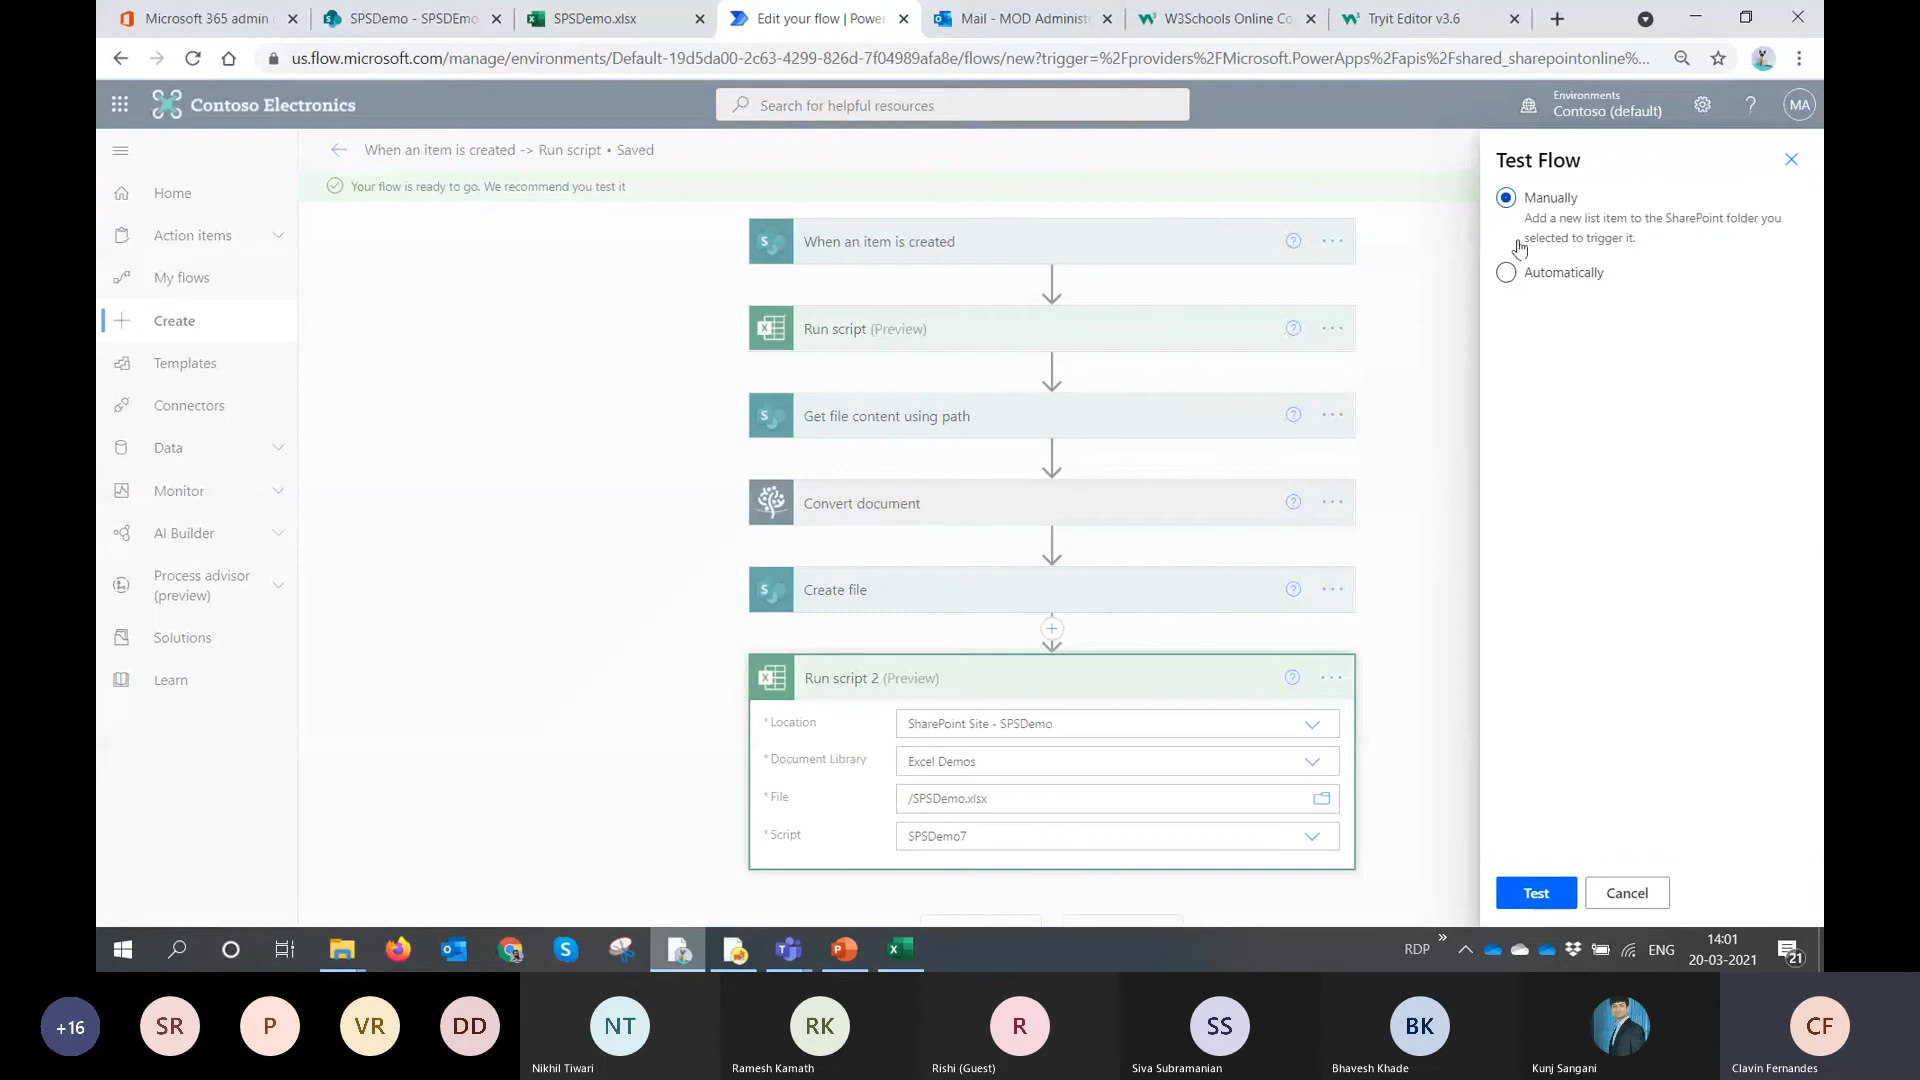 Microsoft 365 admin
SPSDemo - SPSDEmo
SPSDemo.xlsx
Edit your flow | Power
Mail - MOD Administ
W3Schools Online Co
Tryit Editor v3.6
us.flow.microsoft.com/manage/environments/Default-19d5da00-2c63-4299-826d-7f04989afa8e/flows/new?trigger=%2Fproviders%2FMicrosoft.PowerApps%2Fapis%2Fshared_sharepointonline%...
Contoso Electronics
Search for helpful resources
Environments
Contoso (default)
?
MA
When an item is created -> Run script • Saved
Your flow is ready to go. We recommend you test it
Home
Action items
My flows
Create
Templates
Connectors
Data
Monitor
AI Builder
Process advisor
(preview)
Solutions
Learn
When an item is created
Run script (Preview)
Get file content using path
Convert document
Create file
Run script 2 (Preview)
* Location
SharePoint Site - SPSDemo
* Document Library
Excel Demos
* File
/SPSDemo.xlsx
* Script
SPSDemo7
Test Flow
Manually
Add a new list item to the SharePoint folder you
selected to trigger it.
Automatically
Test
Cancel
RDP
ENG
14:01
20-03-2021
21
+16
SR
P
VR
DD
NT
Nikhil Tiwari
RK
Ramesh Kamath
R
Rishi (Guest)
SS
Siva Subramanian
BK
Bhavesh Khade
Kunj Sangani
CF
Clavin Fernandes